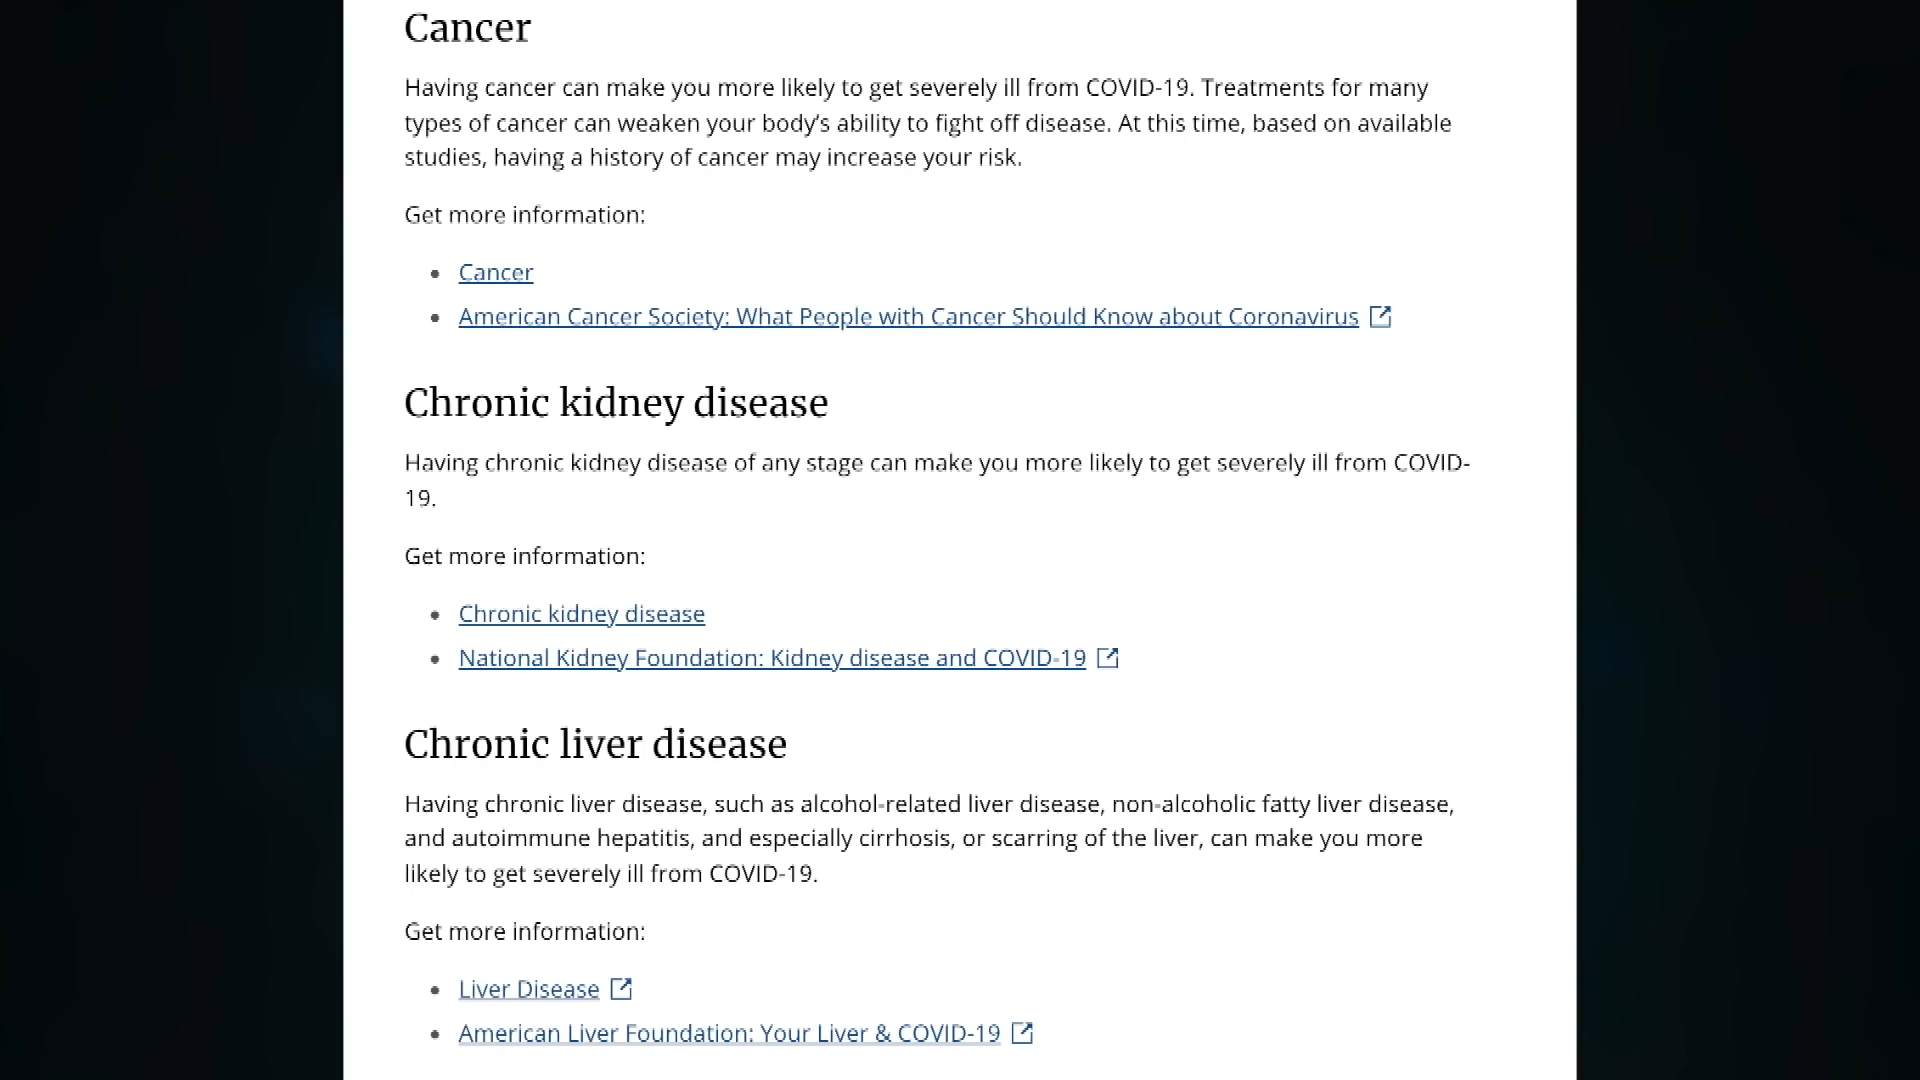 Cancer
Having cancer can make you more likely to get severely ill from COVID-19. Treatments for many
types of cancer can weaken your body’s ability to fight off disease. At this time, based on available
studies, having a history of cancer may increase your risk.
Get more information:
Cancer
American Cancer Society: What People with Cancer Should Know about Coronavirus
Chronic kidney disease
Having chronic kidney disease of any stage can make you more likely to get severely ill from COVID-
19.
Get more information:
Chronic kidney disease
National Kidney Foundation: Kidney disease and COVID-19
Chronic liver disease
Having chronic liver disease, such as alcohol-related liver disease, non-alcoholic fatty liver disease,
and autoimmune hepatitis, and especially cirrhosis, or scarring of the liver, can make you more
likely to get severely ill from COVID-19.
Get more information:
Liver Disease
American Liver Foundation: Your Liver & COVID-19